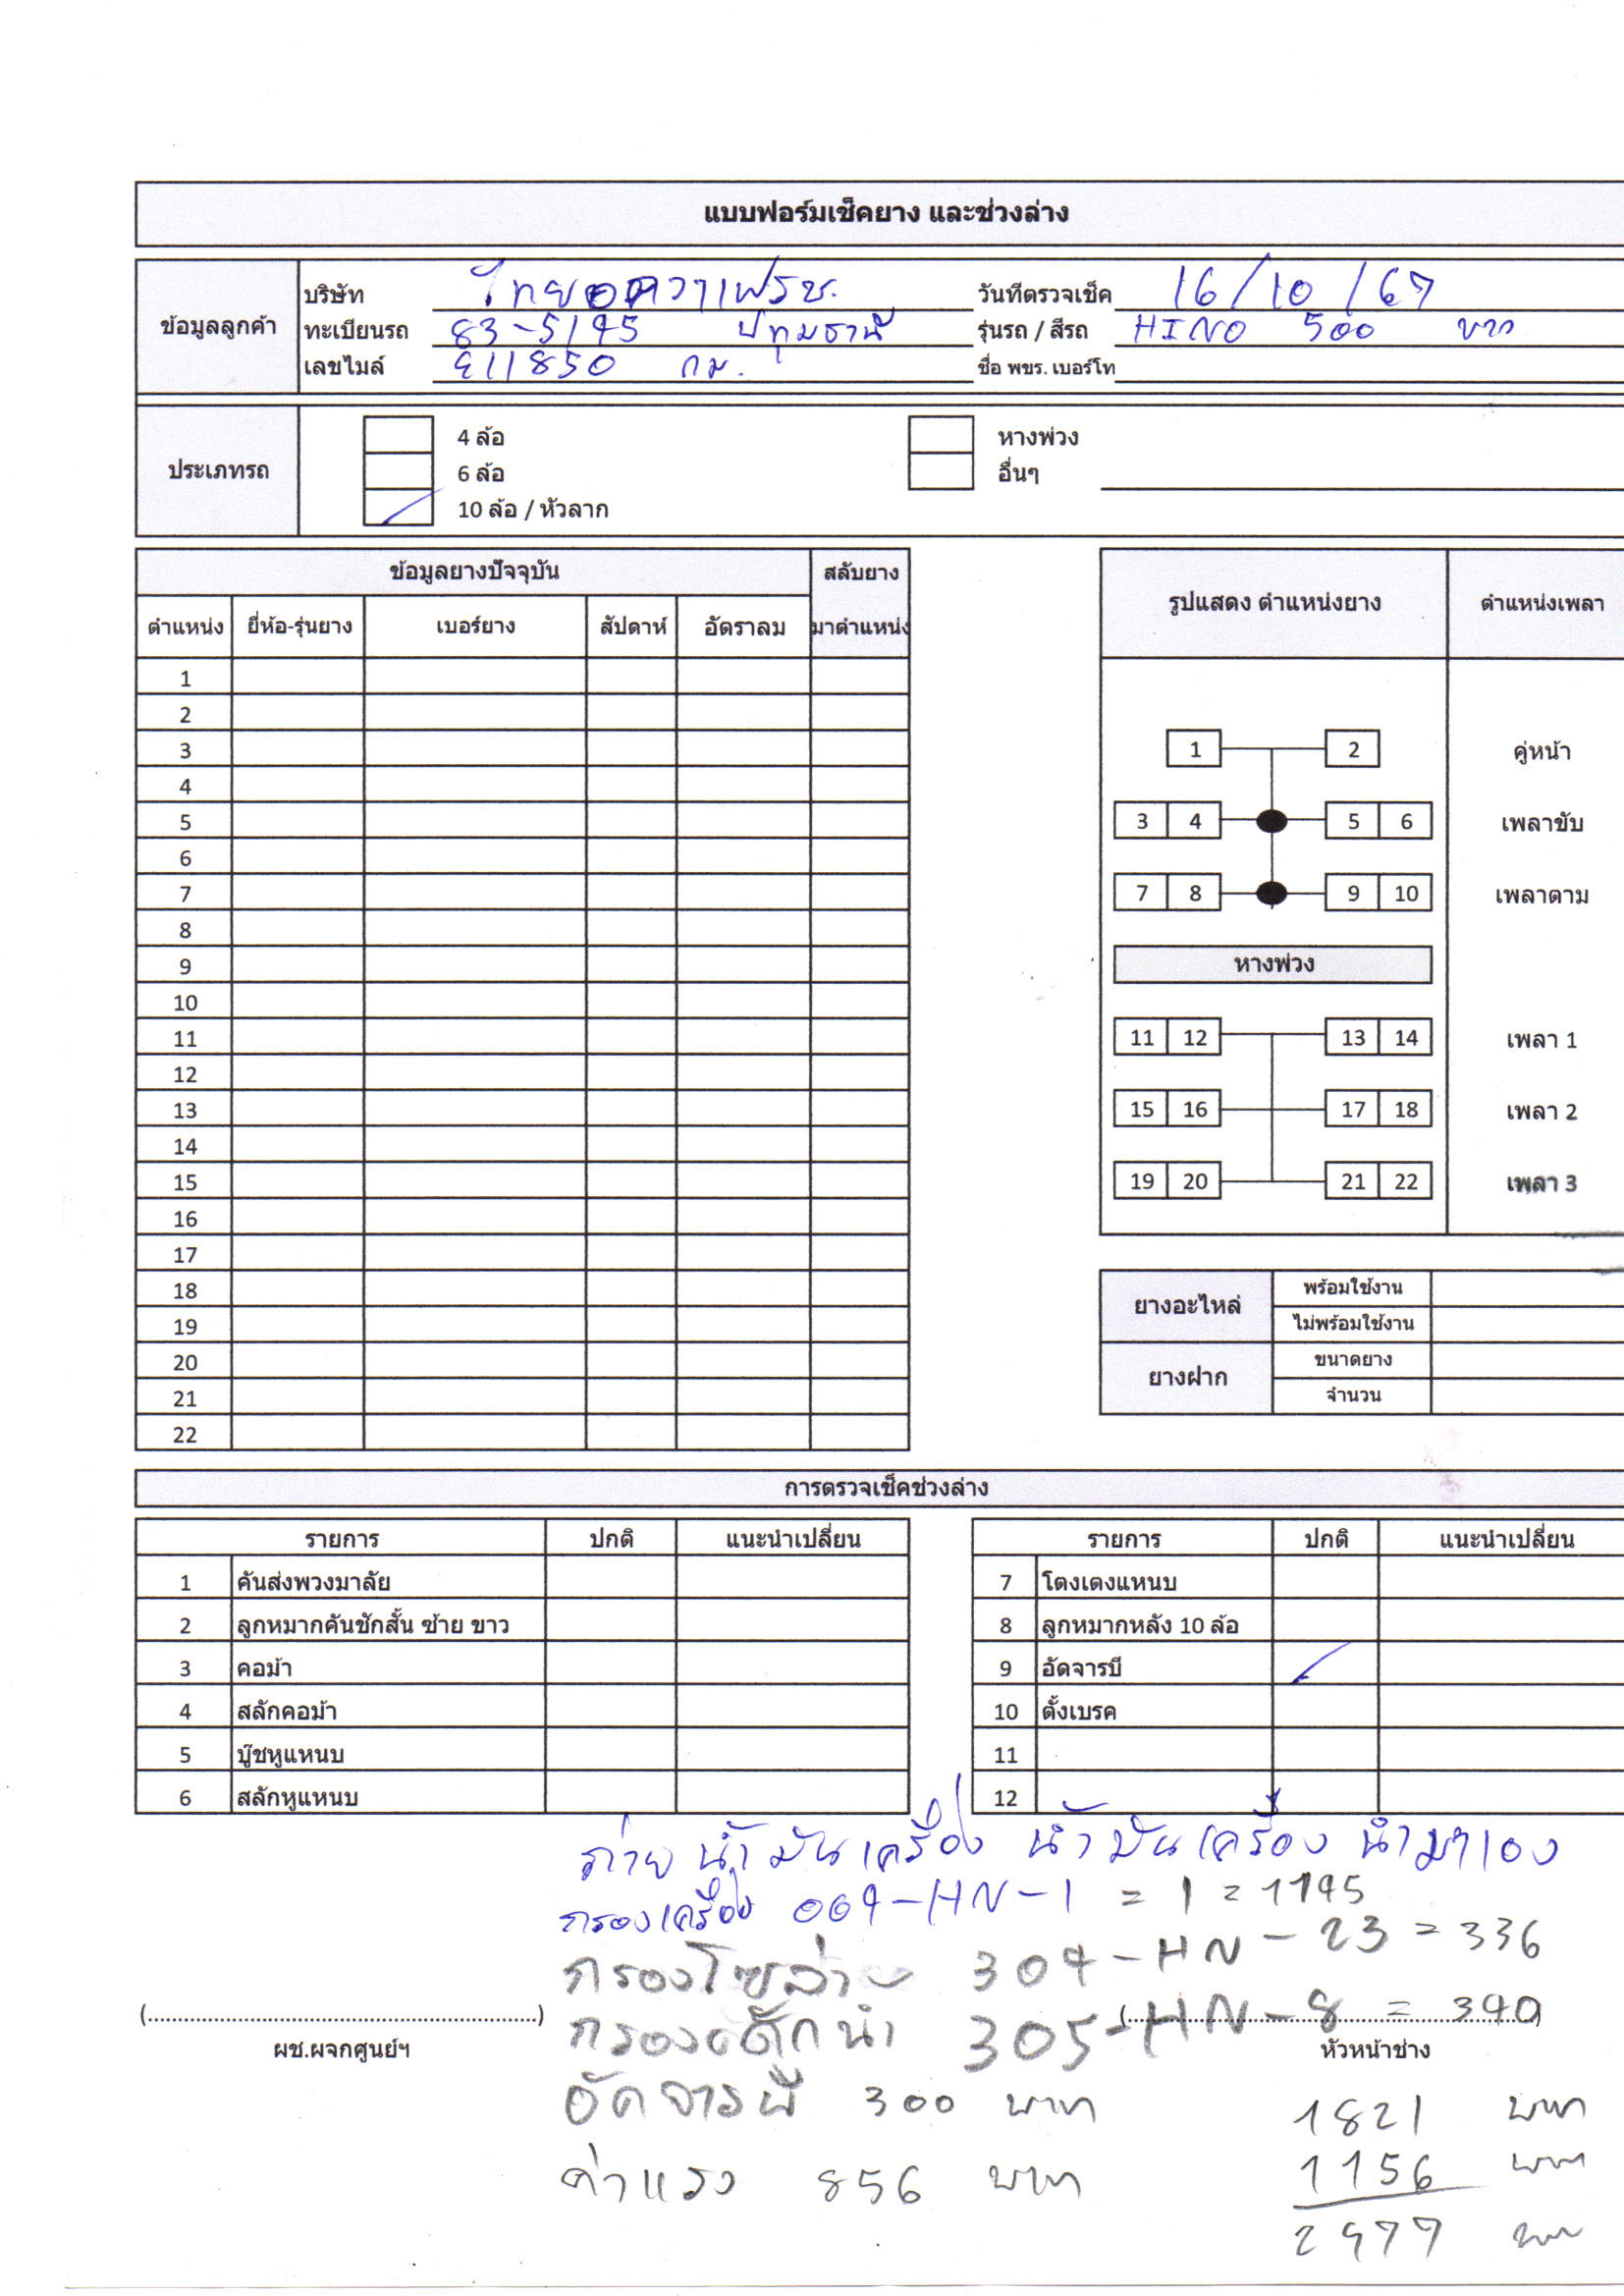 แบบฟอร์มเช็คยาง และช่วงล่าง
ข้อมูลลูกค้า
บริษัท ไทยอควาเฟรช. วันที่ตรวจเช็ค 16/10/67
ทะเบียนรถ 83-5195 ปทุมธานี รุ่นรถ / สีรถ HINO 500 ขาว
เลขไมล์ 911850 กม. ชื่อ พขร. เบอร์โท
ประเภทรถ
4 ล้อ หางพ่วง
6 ล้อ อื่นๆ
10 ล้อ / หัวลาก
ข้อมูลยางปัจจุบัน สลับยาง
ตำแหน่ง ยี่ห้อ-รุ่นยาง เบอร์ยาง สัปดาห์ อัตราลม มาตำแหน่ง
1
2
3
4
5
6
7
8
9
10
11
12
13
14
15
16
17
18
19
20
21
22
รูปแสดง ตำแหน่งยาง ตำแหน่งเพลา
1 2 คู่หน้า
3 4 5 6 เพลาขับ
7 8 9 10 เพลาตาม
หางพ่วง
11 12 13 14 เพลา 1
15 16 17 18 เพลา 2
19 20 21 22 เพลา 3
ยางอะไหล่ พร้อมใช้งาน
ไม่พร้อมใช้งาน
ยางฝาก ขนาดยาง
จำนวน
การตรวจเช็คช่วงล่าง
รายการ ปกติ แนะนำเปลี่ยน
1 คันส่งพวงมาลัย
2 ลูกหมากคันชักสั้น ซ้าย ขาว
3 คอม้า
4 สลักคอม้า
5 บู๊ชหูแหนบ
6 สลักหูแหนบ
รายการ ปกติ แนะนำเปลี่ยน
7 โตงเตงแหนบ
8 ลูกหมากหลัง 10 ล้อ
9 อัดจารบี
10 ตั้งเบรค
11
12
ถ่ายน้ำมันเครื่อง น้ำมันเครื่อง นำมาเอง
กรองเครื่อง 009-HN-1 = 1 = 1195
กรองโซล่า 304-HN-23 = 336
กรองดักน้ำ 305-HN-8 = 390
(................................) (................................)
ผช.ผจกศูนย์ฯ หัวหน้าช่าง
อัดจารบี 300 บาท 1821 บาท
ค่าแรง 856 บาท 1156 บาท
2977 บาท